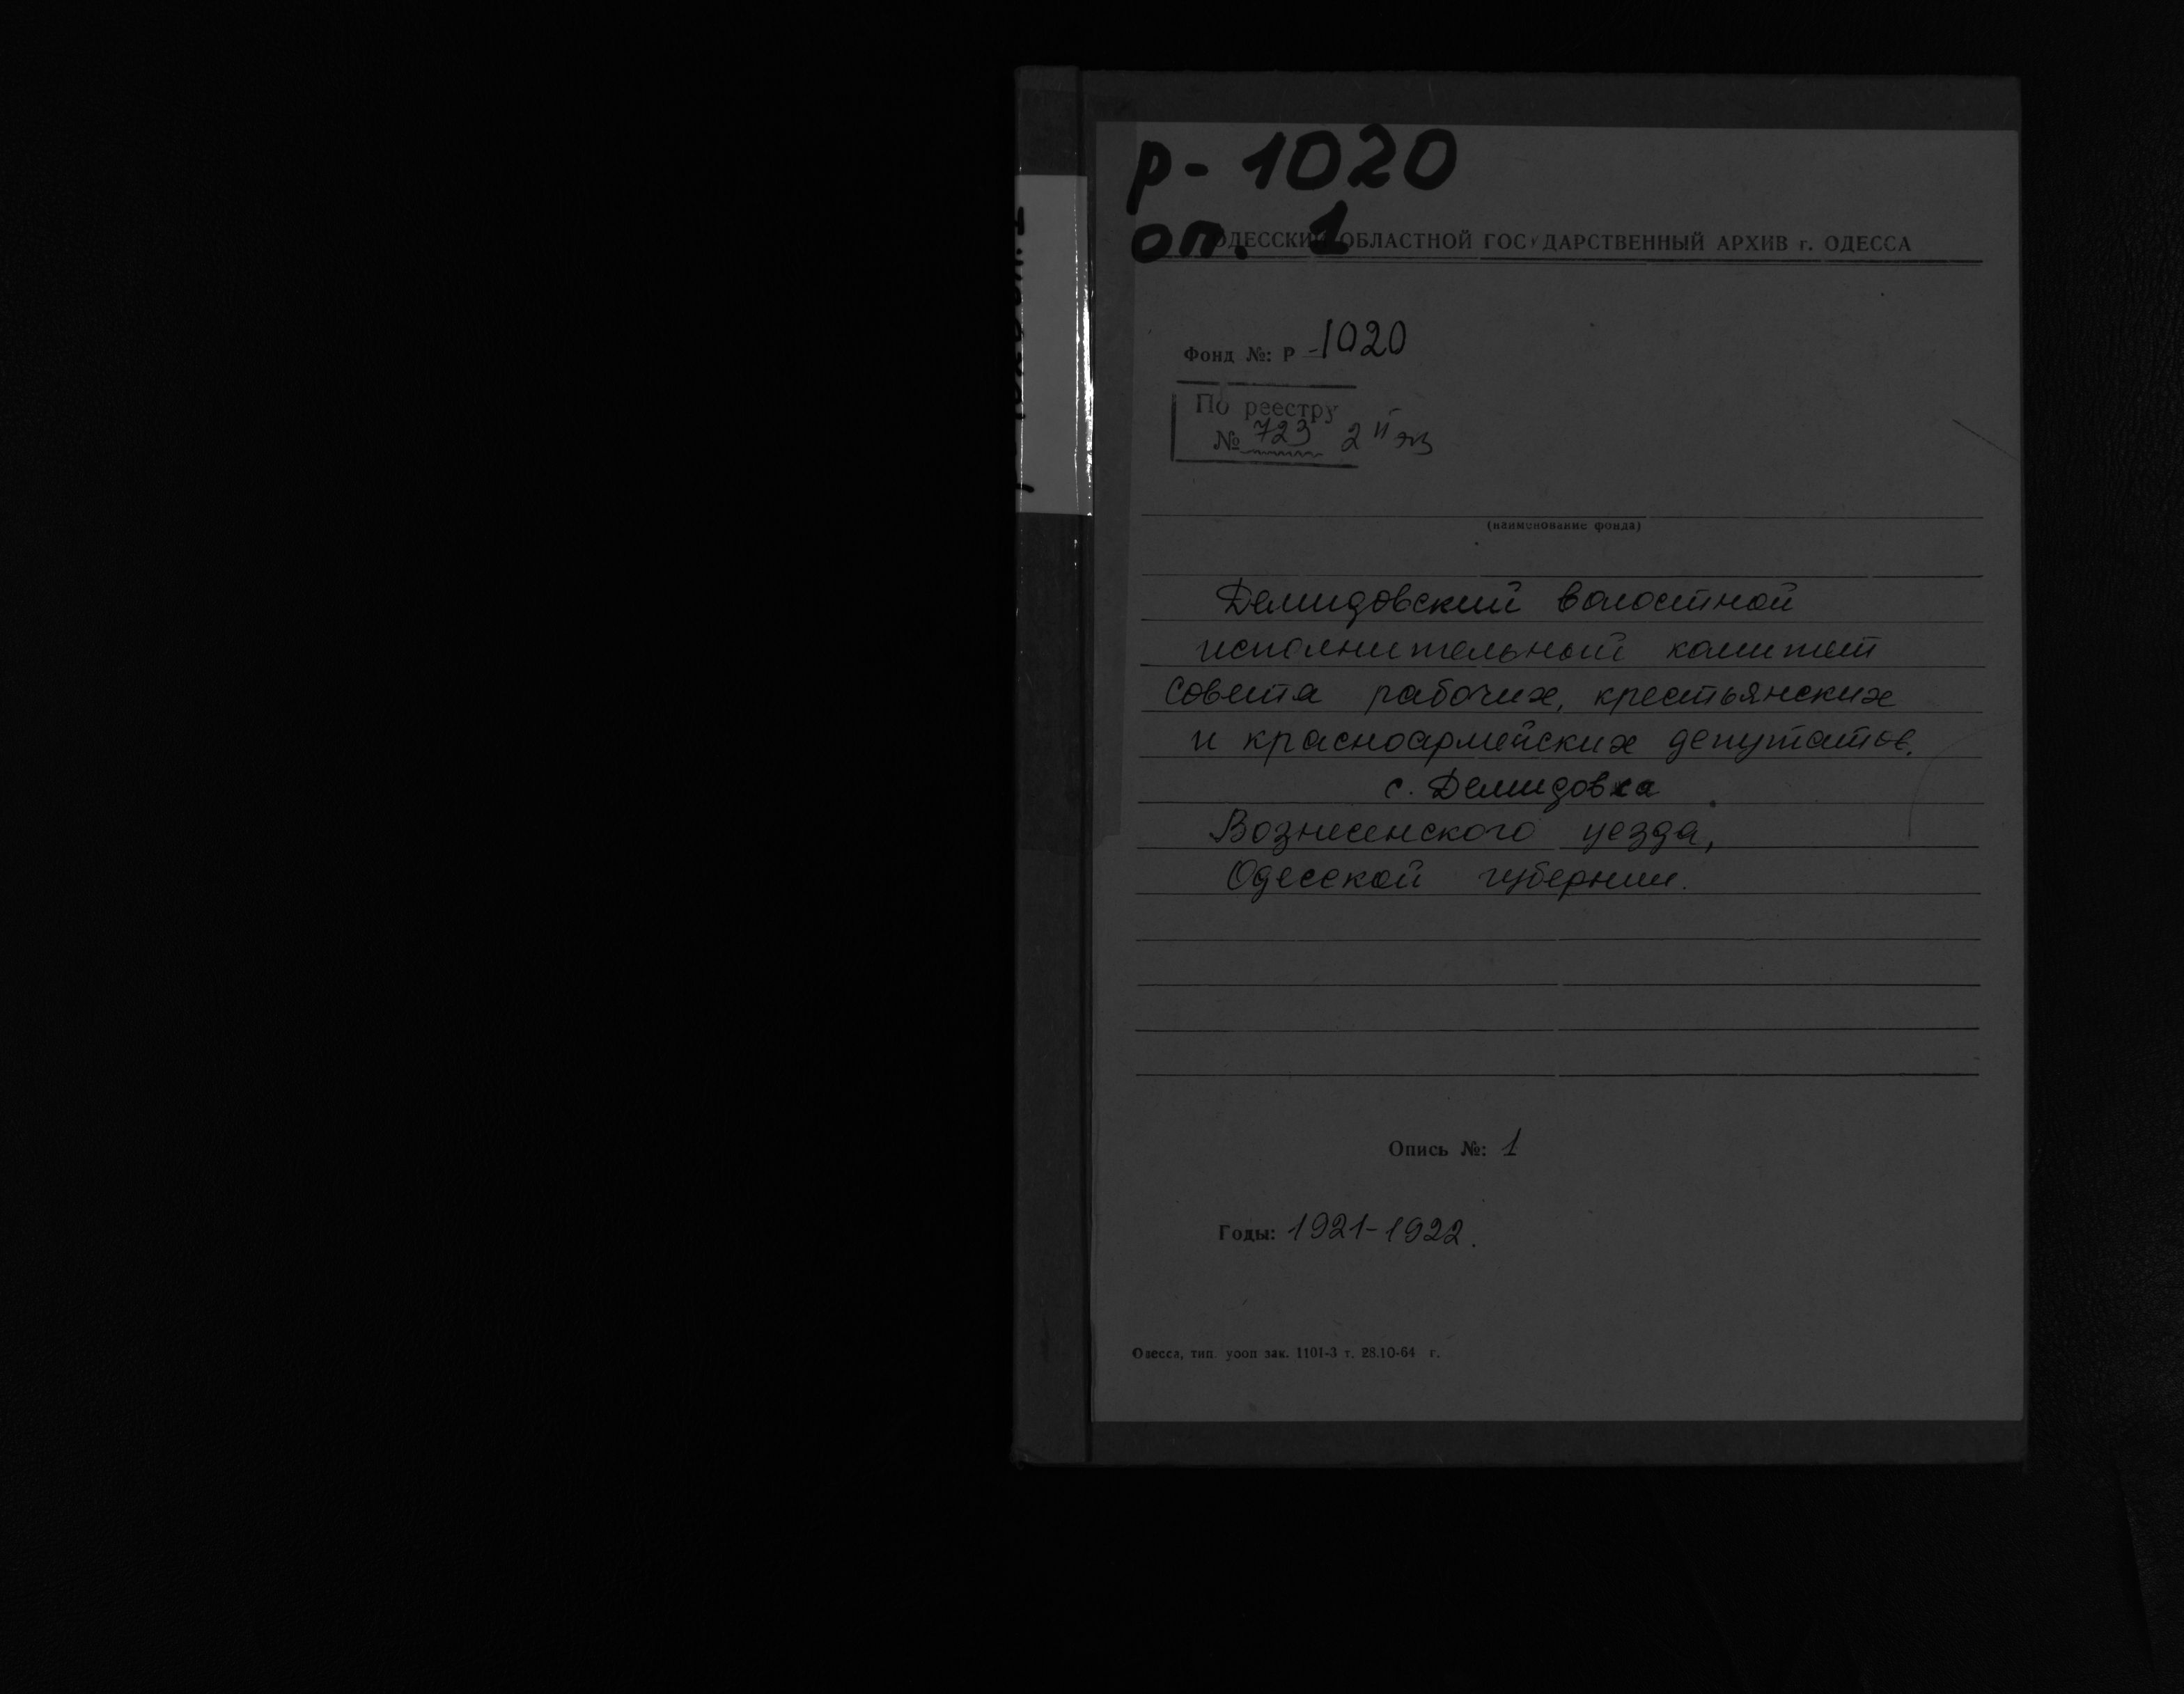 р-1020
оп. 1
ОДЕССКИЙ ОБЛАСТНОЙ ГОСУДАРСТВЕННЫЙ АРХИВ г. ОДЕССА
Фонд №: Р -1020
По реестру
№ 723 2 II
(наименование фонда)
Демидовский волостной
исполнительный комитет
совета рабочих, крестьянских
и красноармейских депутатов.
с. Демидовка
Вознесенского уезда,
Одесской губернии.
Опись №: 1
Годы: 1921-1922.
Одесса, тип. уооп зак. 1101-3 т. 28.10-64 г.